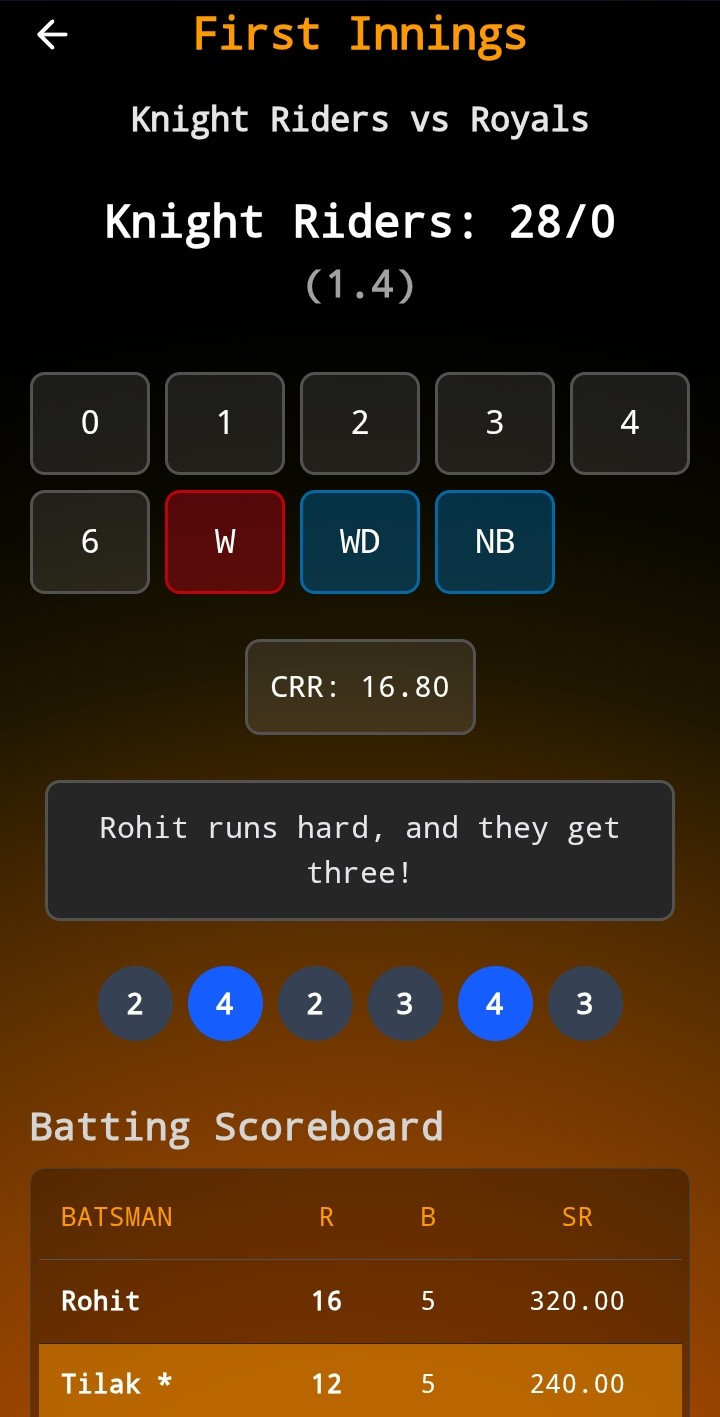 First Innings
Knight Riders vs Royals
Knight Riders: 28/0
(1.4)
0 1 2 3 4
6 W WD NB
CRR: 16.80
Rohit runs hard, and they get
three!
2 4 2 3 4 3
Batting Scoreboard
BATSMAN R B SR
Rohit 16 5 320.00
Tilak * 12 5 240.00